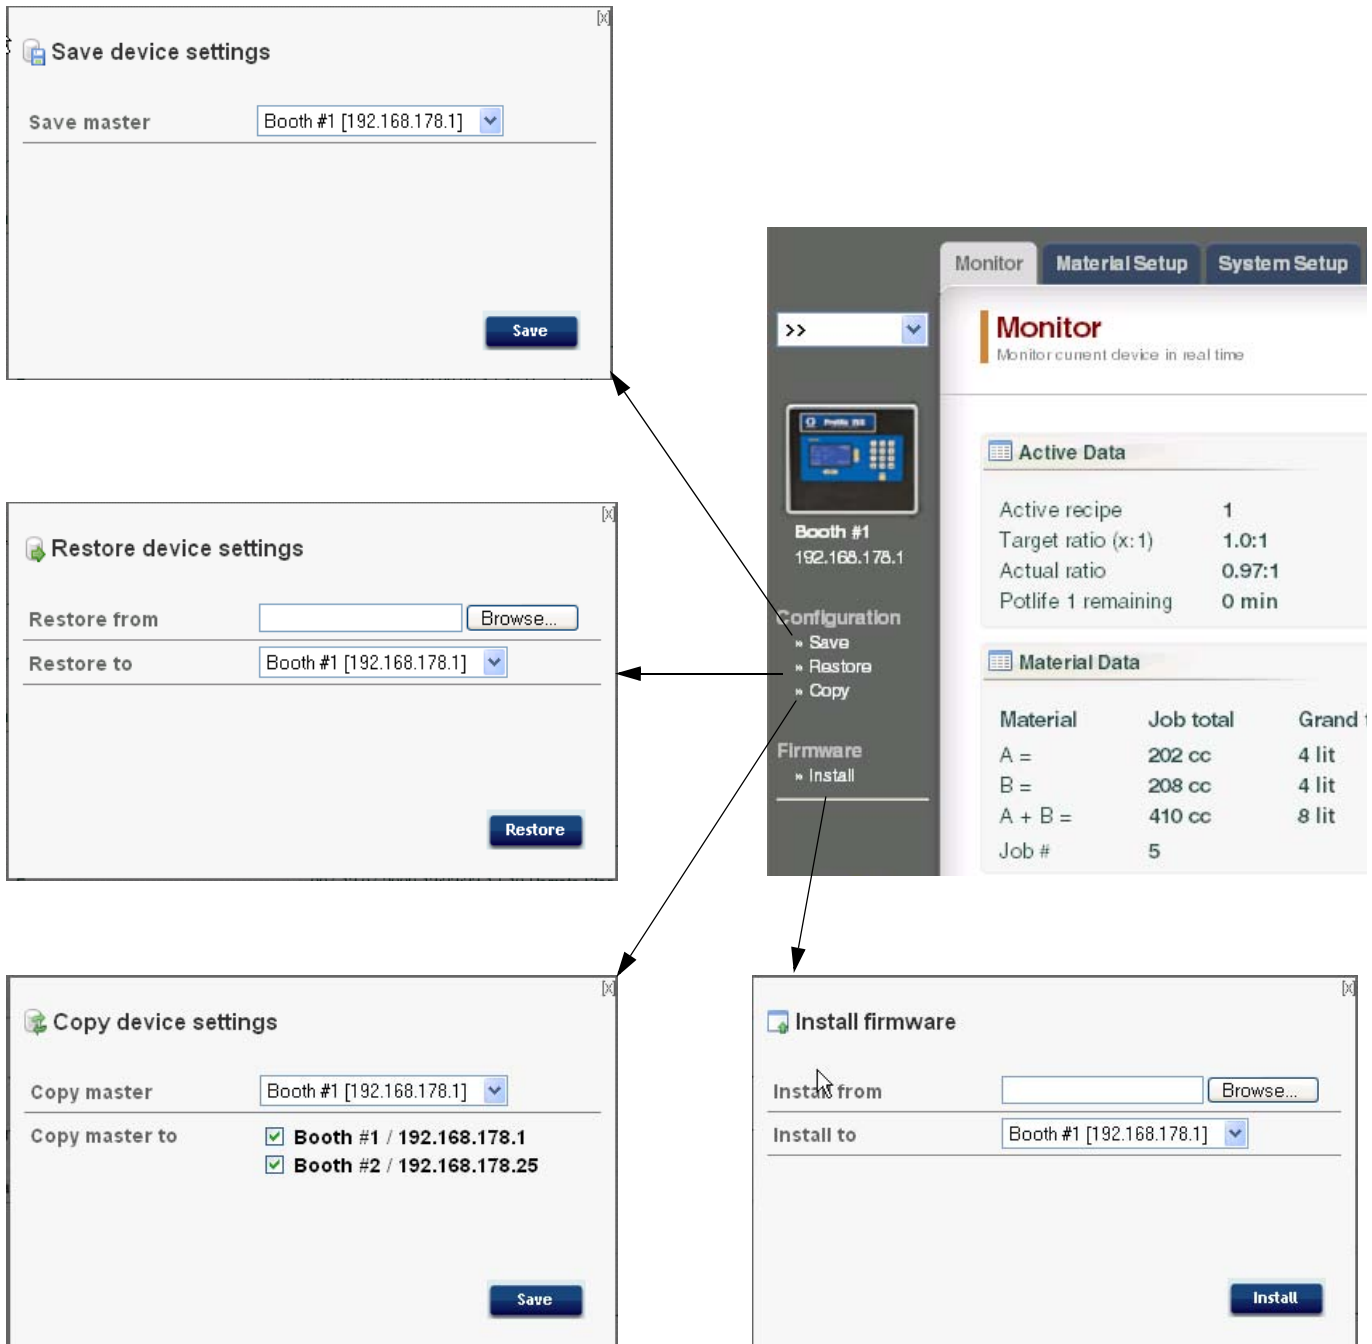 [x]
Save device settings
Save master Booth #1 [192.168.178.1]
Save
[x]
Restore device settings
Restore from Browse...
Restore to Booth #1 [192.168.178.1]
Restore
[x]
Copy device settings
Copy master Booth #1 [192.168.178.1]
Copy master to Booth #1 / 192.168.178.1
Booth #2 / 192.168.178.25
Save
Monitor Material Setup System Setup
>>
Monitor
Monitor current device in real time
Booth #1
192.168.178.1
Configuration
» Save
» Restore
» Copy
Firmware
» Install
Active Data
Active recipe 1
Target ratio (x:1) 1.0:1
Actual ratio 0.97:1
Potlife 1 remaining 0 min
Material Data
Material Job total Grand
A = 202 cc 4 lit
B = 208 cc 4 lit
A + B = 410 cc 8 lit
Job # 5
[x]
Install firmware
Install from Browse...
Install to Booth #1 [192.168.178.1]
Install